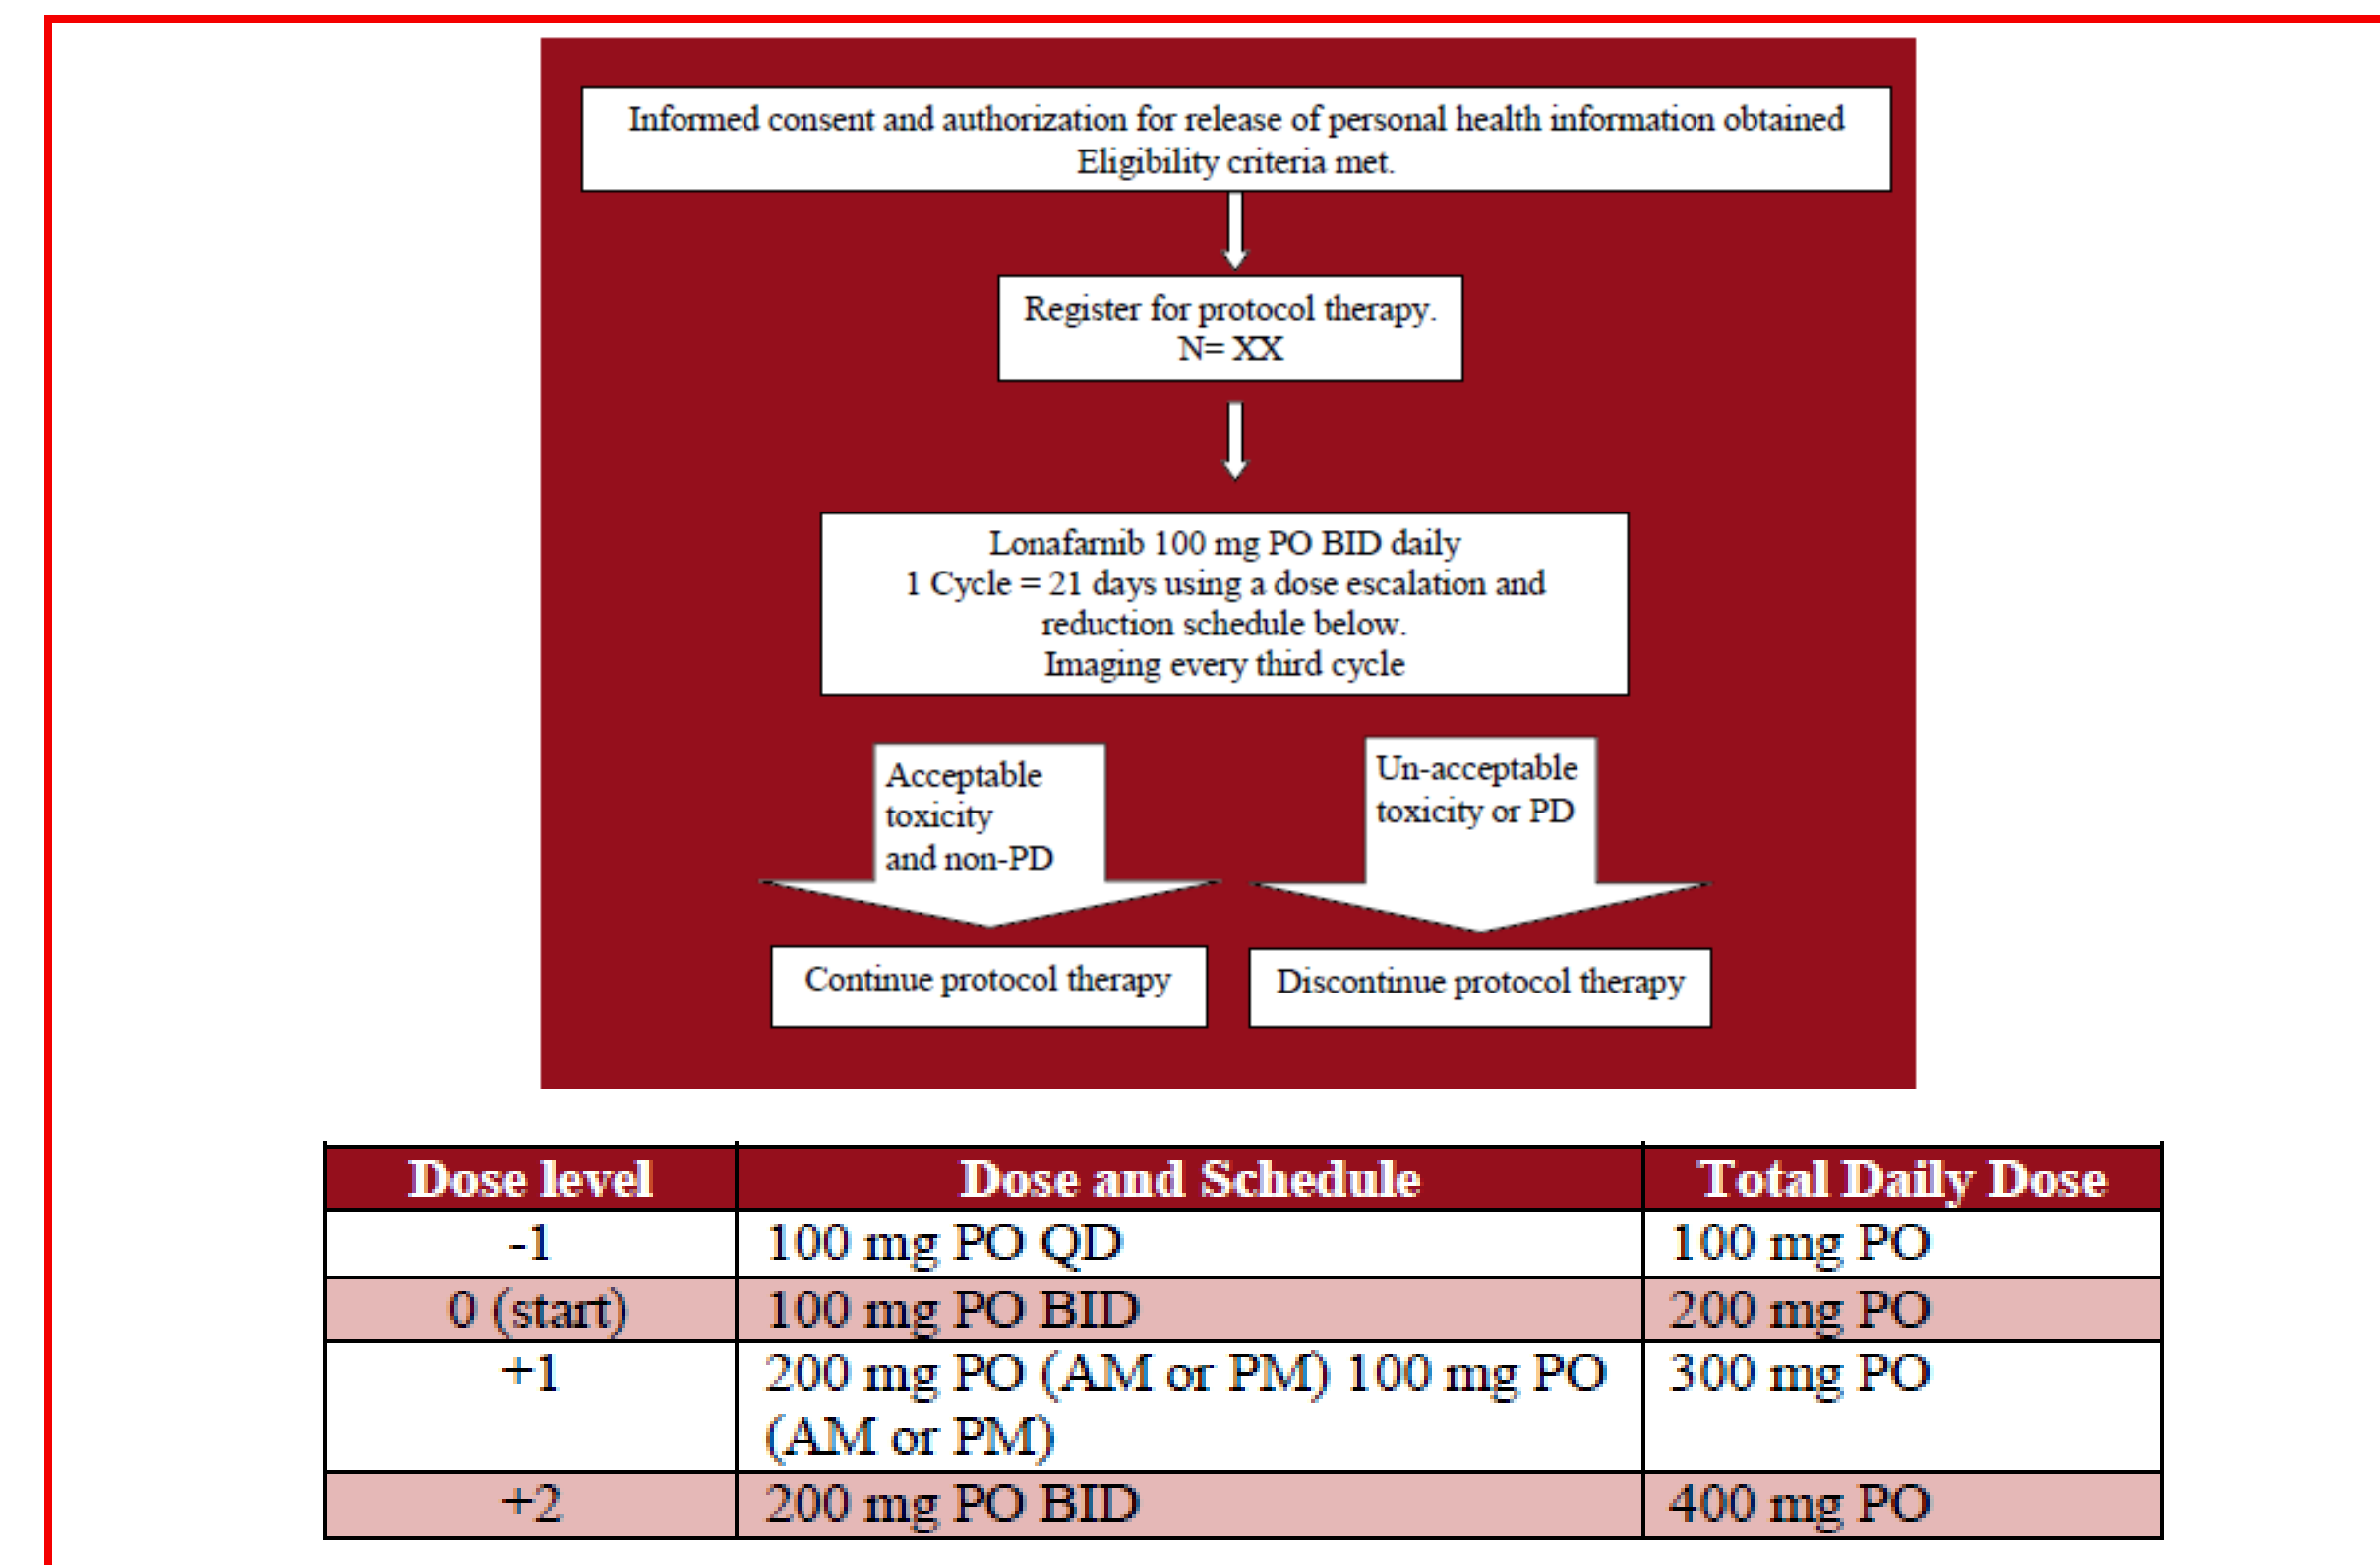 Informed consent and authorization for release of personal health information obtained
Eligibility criteria met.
Register for protocol therapy.
N= XX
Lonafarnib 100 mg PO BID daily
1 Cycle = 21 days using a dose escalation and
reduction schedule below.
Imaging every third cycle
Acceptable
toxicity
and non-PD
Un-acceptable
toxicity or PD
Continue protocol therapy
Discontinue protocol therapy
Dose level Dose and Schedule Total Daily Dose
-1 100 mg PO QD 100 mg PO
0 (start) 100 mg PO BID 200 mg PO
+1 200 mg PO (AM or PM) 100 mg PO 300 mg PO
(AM or PM)
+2 200 mg PO BID 400 mg PO